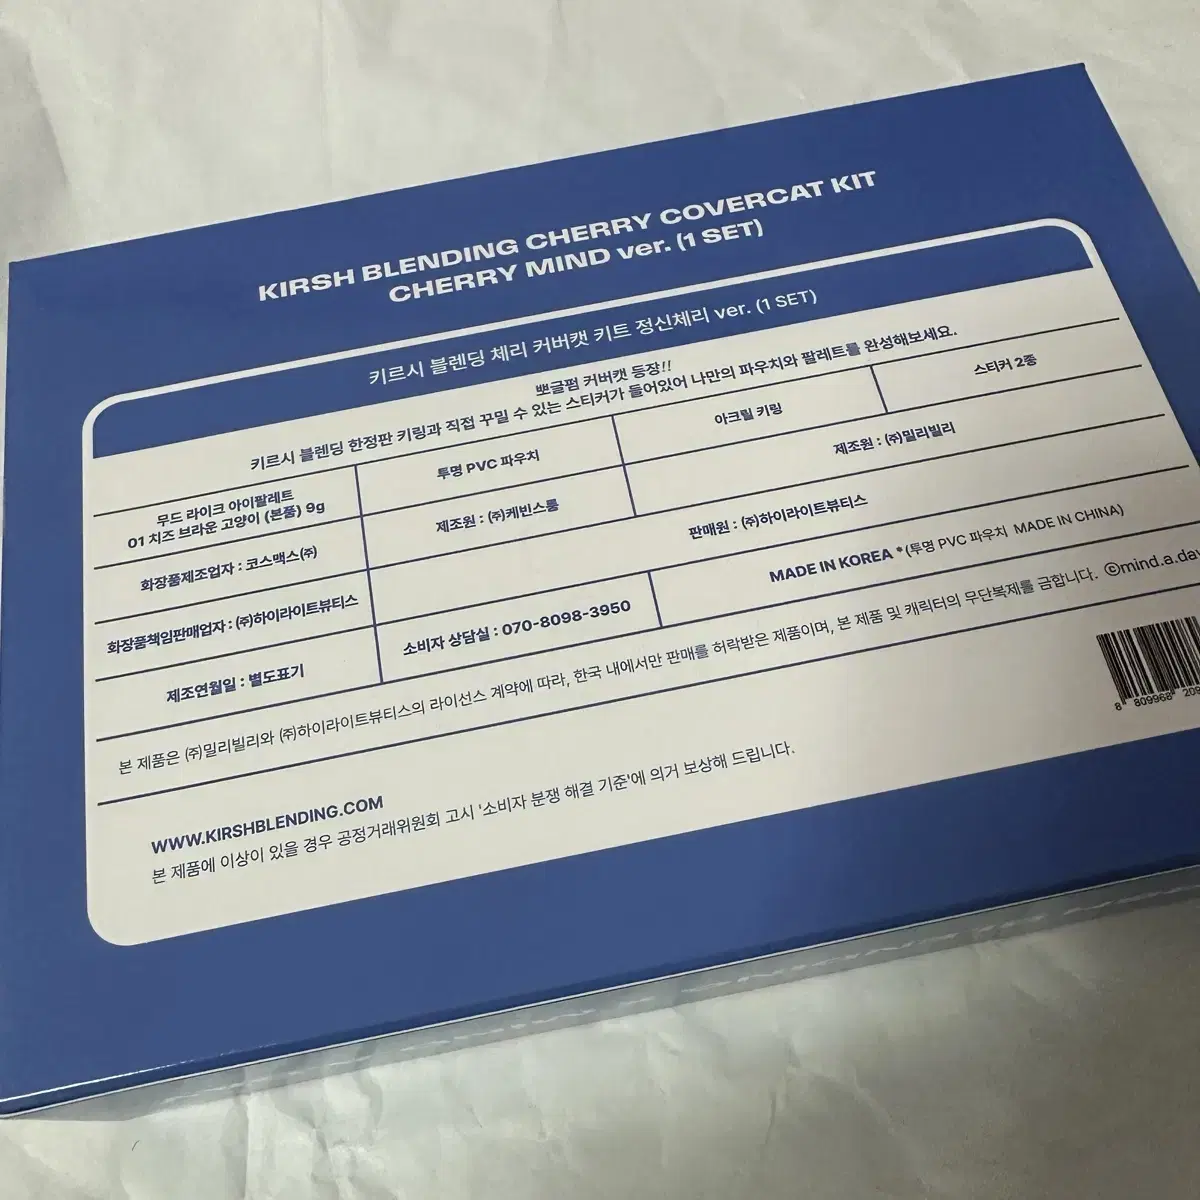 KIRSH BLENDING CHERRY COVERCAT KIT
CHERRY MIND ver. (1 SET)
키르시 블렌딩 체리 커버캣 키트 정신체리 ver. (1 SET)
뽀글펌 커버캣 등장!!
키르시 블렌딩 한정판 키링과 직접 꾸밀 수 있는 스티커가 들어있어 나만의 파우치와 팔레트를 완성해보세요.
무드 라이크 아이팔레트
01 치즈 브라운 고양이 (본품) 9g
투명 PVC 파우치
아크릴 키링
스티커 2종
화장품제조업자 : 코스맥스(주)
제조원 : (주)케빈스룸
제조원 : (주)밀리빌리
화장품책임판매업자 : (주)하이라이트뷰티스
판매원 : (주)하이라이트뷰티스
제조연월일 : 별도표기
소비자 상담실 : 070-8098-3950
MADE IN KOREA *(투명 PVC 파우치 MADE IN CHINA)
본 제품은 (주)밀리빌리와 (주)하이라이트뷰티스의 라이선스 계약에 따라, 한국 내에서만 판매를 허락받은 제품이며, 본 제품 및 캐릭터의 무단복제를 금합니다. ©mind.a.day
WWW.KIRSHBLENDING.COM
본 제품에 이상이 있을 경우 공정거래위원회 고시 '소비자 분쟁 해결 기준'에 의거 보상해 드립니다.
8 809968 209